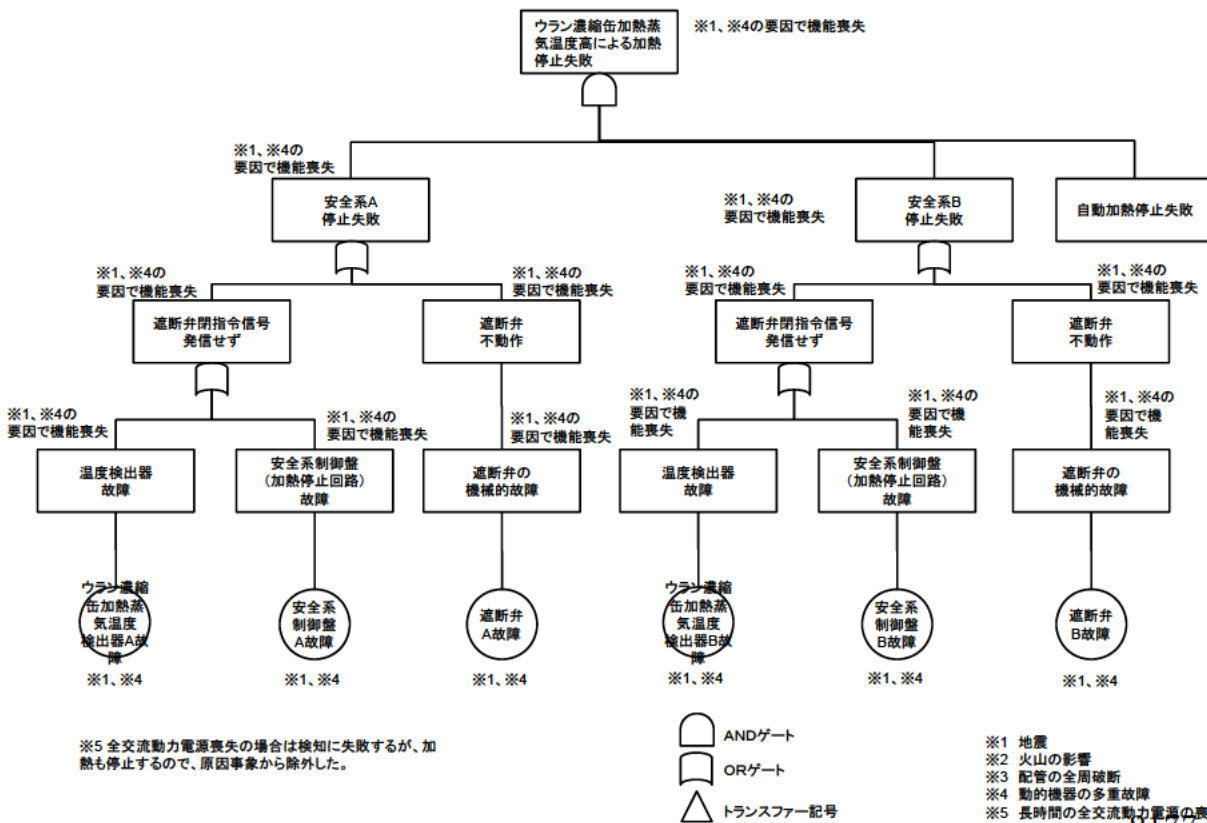 ウラン濃縮缶加熱蒸
気温度高による加熱
停止失敗
※1、※4の要因で機能喪失
※1、※4の
要因で機能喪失
安全系A
停止失敗
※1、※4の
要因で機能喪失
安全系B
停止失敗
自動加熱停止失敗
※1、※4の
要因で機能喪失
遮断弁閉指令信号
発信せず
※1、※4の
要因で機能喪失
遮断弁
不動作
※1、※4の
要因で機能喪失
遮断弁閉指令信号
発信せず
※1、※4の
要因で機能喪失
遮断弁
不動作
※1、※4の
要因で機能喪失
温度検出器
故障
※1、※4の
要因で機能喪失
安全系制御盤
(加熱停止回路)
故障
※1、※4の
要因で機能喪失
遮断弁の
機械的故障
※1、※4の
要因で機
能喪失
温度検出器
故障
※1、※4の
要因で機
能喪失
安全系制御盤
(加熱停止回路)
故障
※1、※4の
要因で機
能喪失
遮断弁の
機械的故障
ウラン濃縮
缶加熱蒸
気温度
検出器A故
障
※1、※4
安全系
制御盤
A故障
※1、※4
遮断弁
A故障
※1、※4
ウラン濃縮
缶加熱蒸
気温度
検出器B故
障
※1、※4
安全系
制御盤
B故障
※1、※4
遮断弁
B故障
※1、※4
※5 全交流動力電源喪失の場合は検知に失敗するが、加
熱も停止するので、原因事象から除外した。
ANDゲート
ORゲート
トランスファー記号
※1 地震
※2 火山の影響
※3 配管の全周破断
※4 動的機器の多重故障
※5 長時間の全交流動力電源の喪